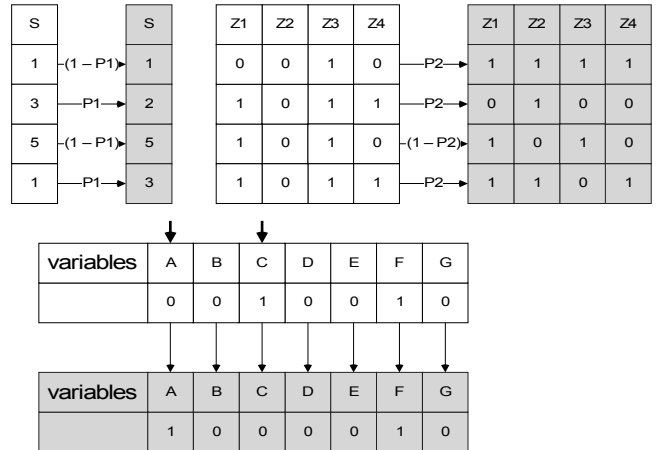 S S Z1 Z2 Z3 Z4 Z1 Z2 Z3 Z4
1 (1 – P1) 1 0 0 1 0 P2 1 1 1 1
3 P1 2 1 0 1 1 P2 0 1 0 0
5 (1 – P1) 5 1 0 1 0 (1 – P2) 1 0 1 0
1 P1 3 1 0 1 1 P2 1 1 0 1
variables A B C D E F G
0 0 1 0 0 1 0
variables A B C D E F G
1 0 0 0 0 1 0